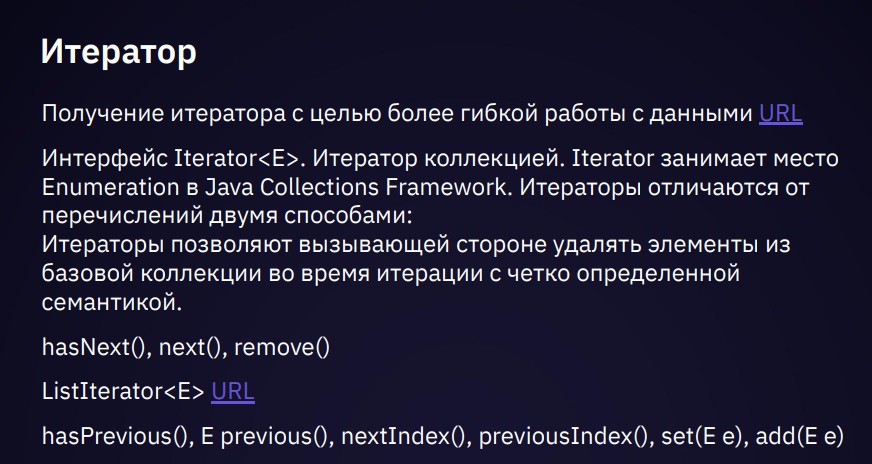 Итератор
Получение итератора с целью более гибкой работы с данными URL
Интерфейс Iterator<E>. Итератор коллекцией. Iterator занимает место
Enumeration в Java Collections Framework. Итераторы отличаются от
перечислений двумя способами:
Итераторы позволяют вызывающей стороне удалять элементы из
базовой коллекции во время итерации с четко определенной
семантикой.
hasNext(), next(), remove()
ListIterator<E> URL
hasPrevious(), E previous(), nextIndex(), previousIndex(), set(E e), add(E e)